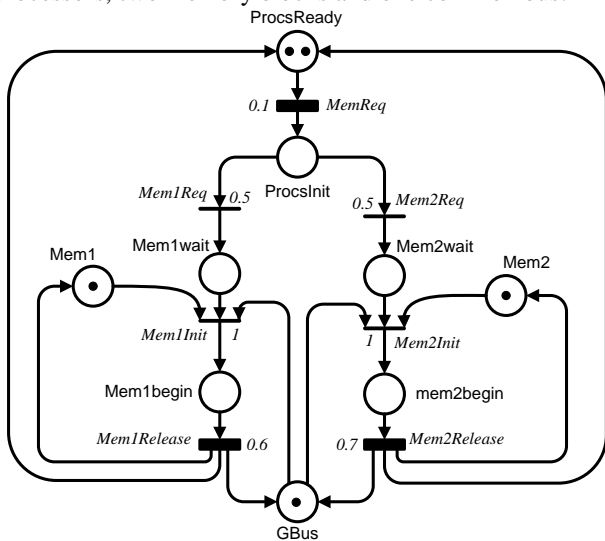 ProcsReady
0.1 MemReq
ProcsInit
Mem1Req 0.5
0.5 Mem2Req
Mem1wait
Mem2wait
Mem1
Mem2
Mem1Init 1
1 Mem2Init
Mem1begin
mem2begin
Mem1Release 0.6
0.7 Mem2Release
GBus